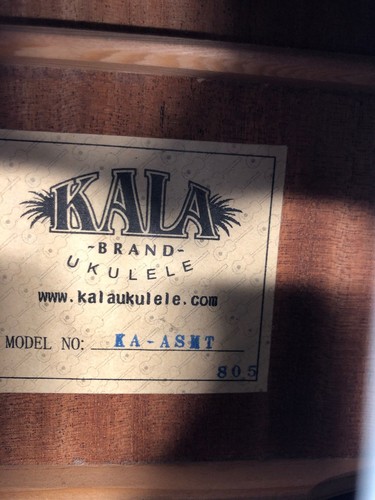 KALA
-BRAND-
UKULELE
www.kalaukulele.com
MODEL NO: KA-ASMT
805